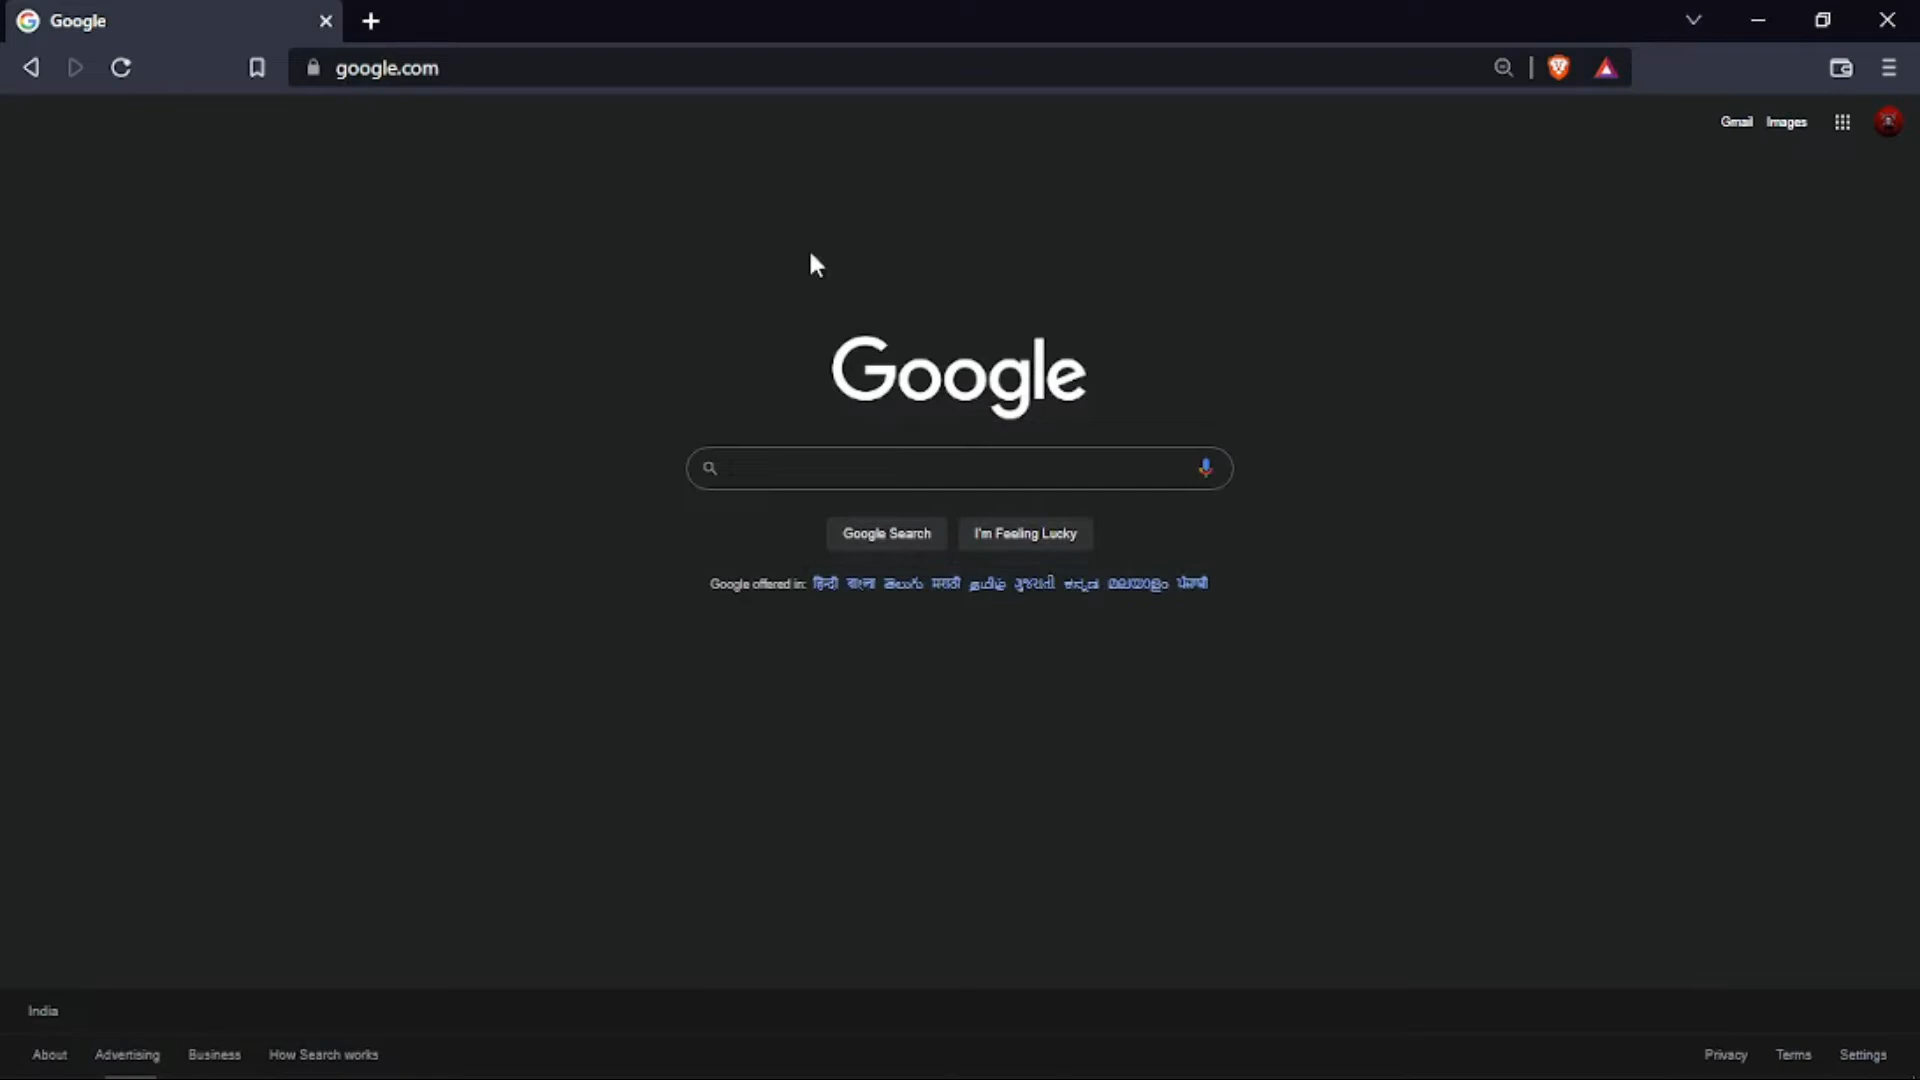 Google
google.com
Gmail Images
Google
Google Search I'm Feeling Lucky
Google offered in: हिन्दी বাংলা తెలుగు मराठी தமிழ் ગુજરાતી ಕನ್ನಡ മലയാളം ਪੰਜਾਬੀ
India
About Advertising Business How Search works Privacy Terms Settings